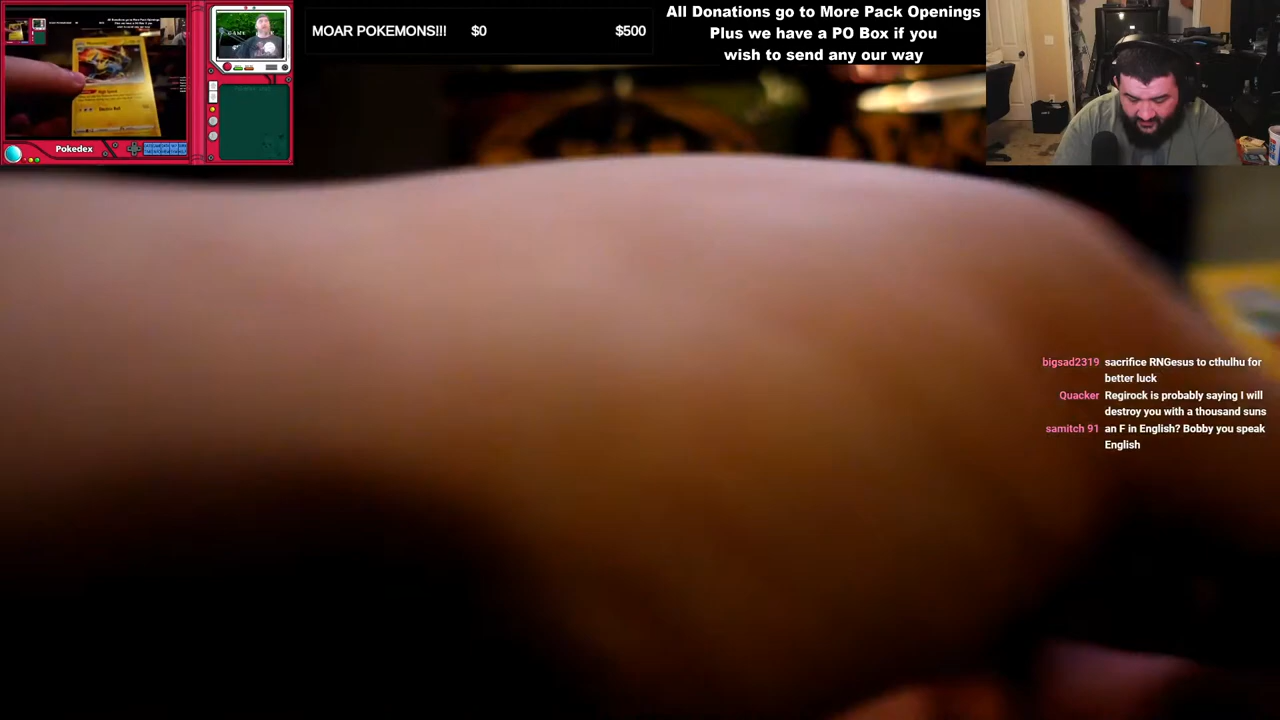 MOAR POKEMONS!!! $0 $500
All Donations go to More Pack Openings
Plus we have a PO Box if you
wish to send any our way
Pokedex
bigsad2319 sacrifice RNGesus to cthulhu for
better luck
Quacker Regirock is probably saying I will
destroy you with a thousand suns
samitch 91 an F in English? Bobby you speak
English